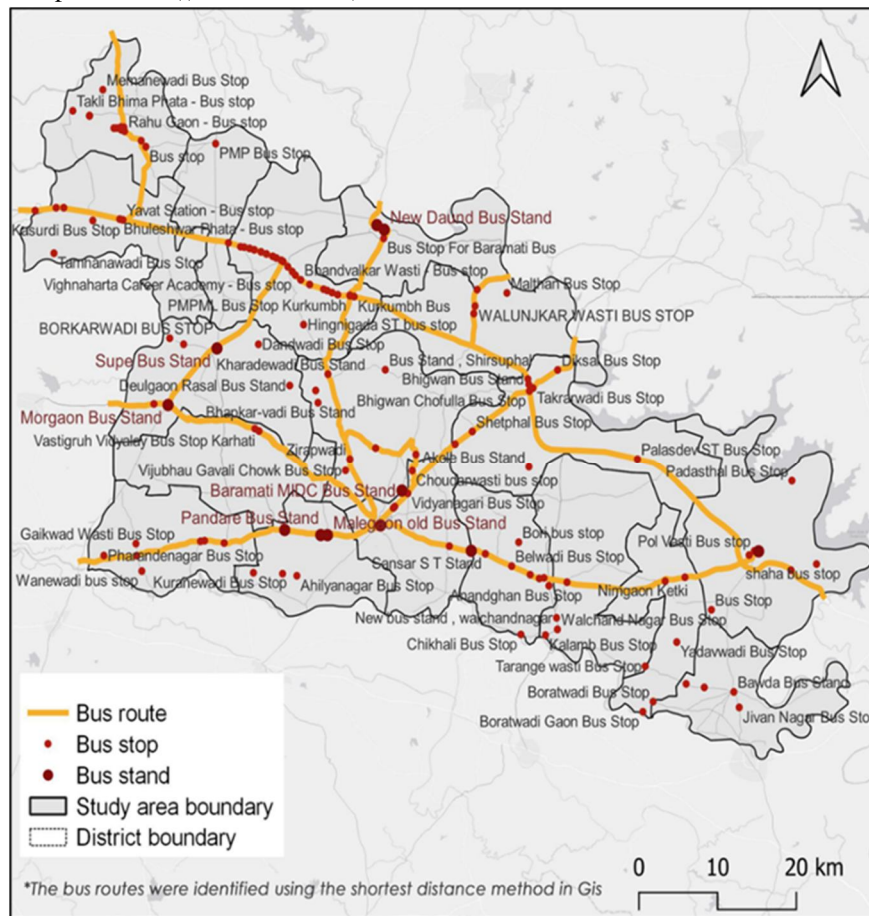 Memanewadi Bus Stop
Takli Bhima Phata - Bus stop
Rahu Gaon - Bus stop
Bus stop
PMP Bus Stop
Yavat Station - Bus stop
Kasurdi Bus Stop
Bhuleshwar Phata - Bus stop
New Daund Bus Stand
Bus Stop For Baramati Bus
Tamhanawadi Bus Stop
Bhandvalkar Wasti - Bus stop
Vighnaharta Career Academy - Bus stop
Malthan Bus Stop
PMPML Bus Stop Kurkumbh
Kurkumbh Bus
WALUNJKAR WASTI BUS STOP
BORKARWADI BUS STOP
Hingnigada ST bus stop
Dandwadi Bus Stop
Supe Bus Stand
Kharadewadi Bus Stand
Bus Stand , Shirsuphal
Diksal Bus Stop
Deulgaon Rasal Bus Stand
Bhigwan Bus Stand
Bhigwan Chofulla Bus Stop
Takrarwadi Bus Stop
Morgaon Bus Stand
Bhapkar-vadi Bus Stand
Shetphal Bus Stop
Vastigruh Vidyalay Bus Stop Karhati
Zirapwadi
Akole Bus Stand
Palasdev ST Bus Stop
Vijubhau Gavali Chowk Bus Stop
Choudarwasti bus stop
Padasthal Bus Stop
Baramati MIDC Bus Stand
Vidyanagari Bus Stop
Pandare Bus Stand
Malegaon old Bus Stand
Gaikwad Wasti Bus Stop
Bori bus stop
Pol Vasti Bus stop
Pharandenagar Bus Stop
Sansar S T Stand
Belwadi Bus Stop
shaha bus stop
Wanewadi bus stop
Kuranewadi Bus Stop
Ahilyanagar Bus Stop
Anandghan Bus Stop
Nimgaon Ketki
Bus Stop
New bus stand , walchandnagar
Walchand Nagar Bus Stop
Chikhali Bus Stop
Kalamb Bus Stop
Yadavwadi Bus Stop
Tarange wasti Bus Stop
Boratwadi Bus Stop
Bawda Bus Stand
Boratwadi Gaon Bus Stop
Jivan Nagar Bus Stop
Bus route
Bus stop
Bus stand
Study area boundary
District boundary
0 10 20 km
*The bus routes were identified using the shortest distance method in Gis